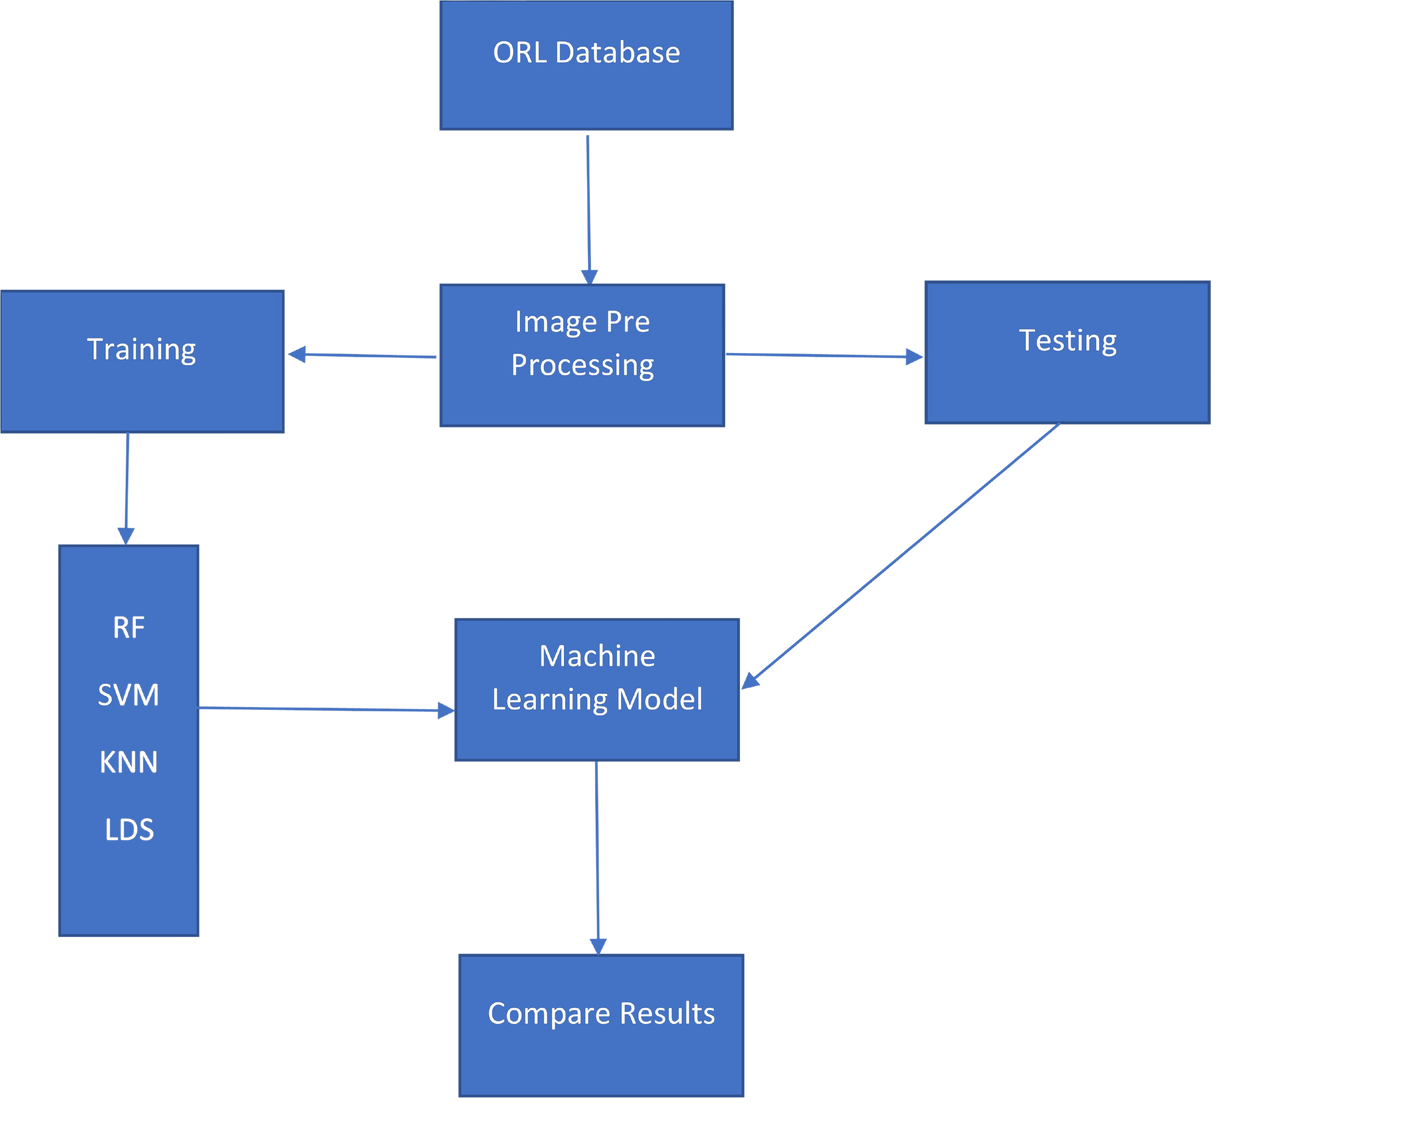 ORL Database
Image Pre
Processing
Training
Testing
RF
SVM
KNN
LDS
Machine
Learning Model
Compare Results